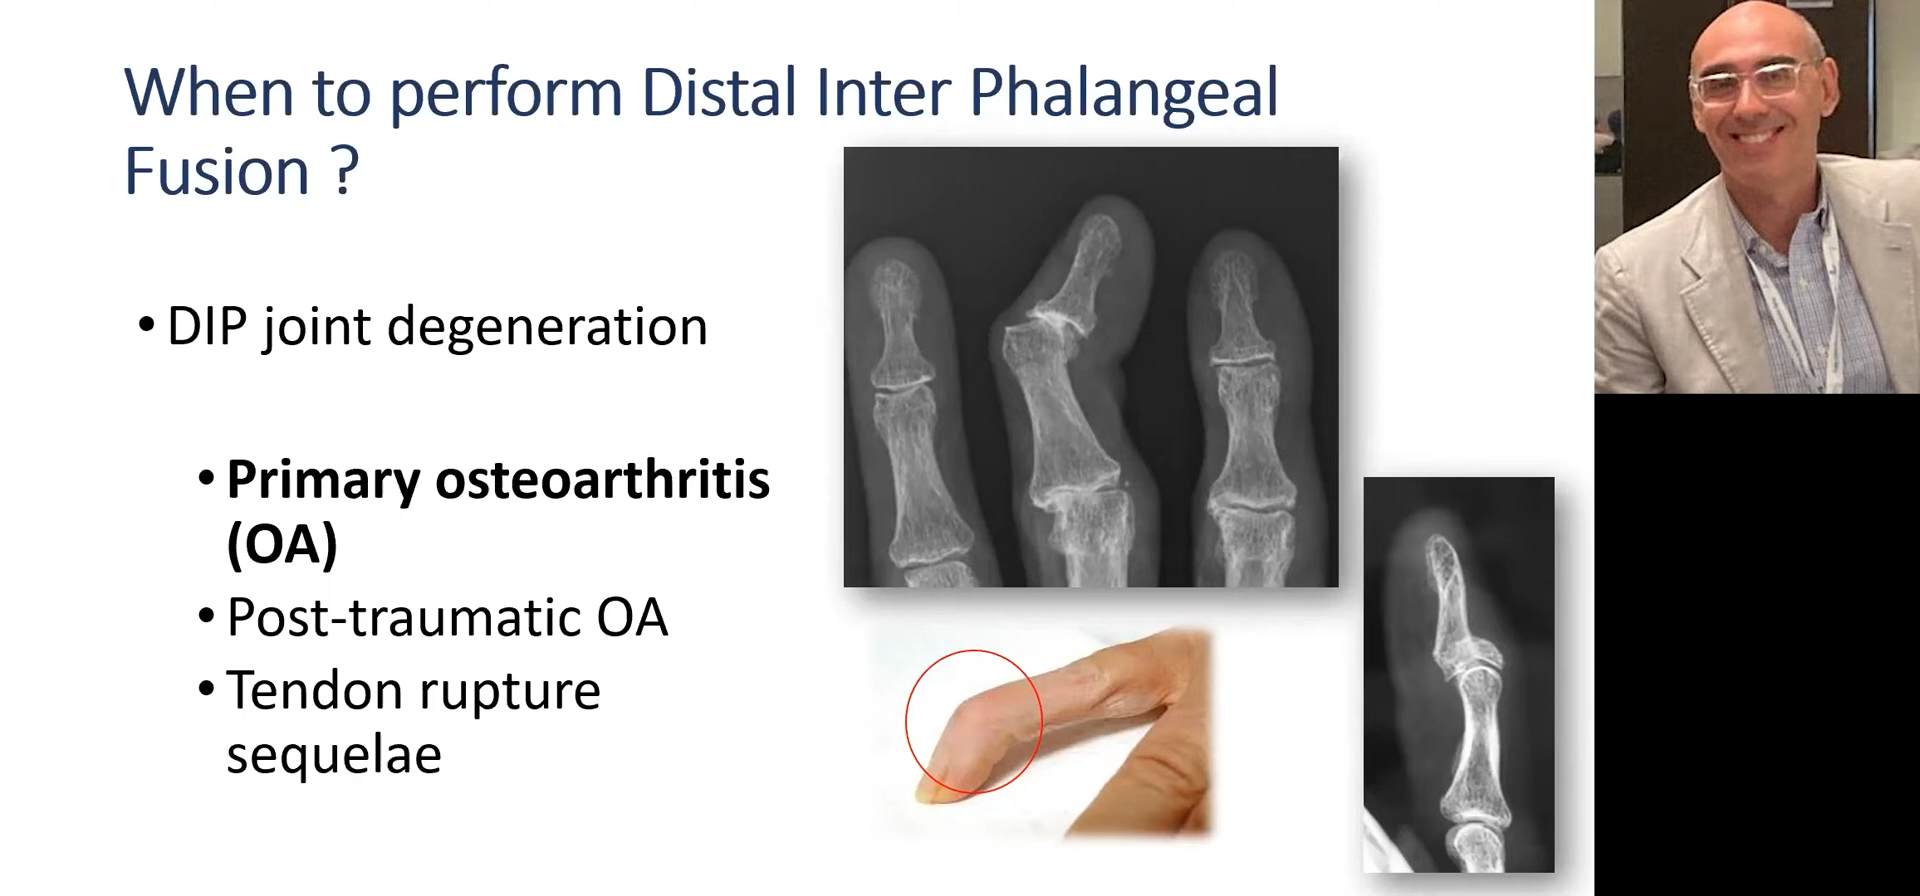 When to perform Distal Inter Phalangeal
Fusion ?
• DIP joint degeneration
• Primary osteoarthritis
(OA)
• Post-traumatic OA
• Tendon rupture
sequelae